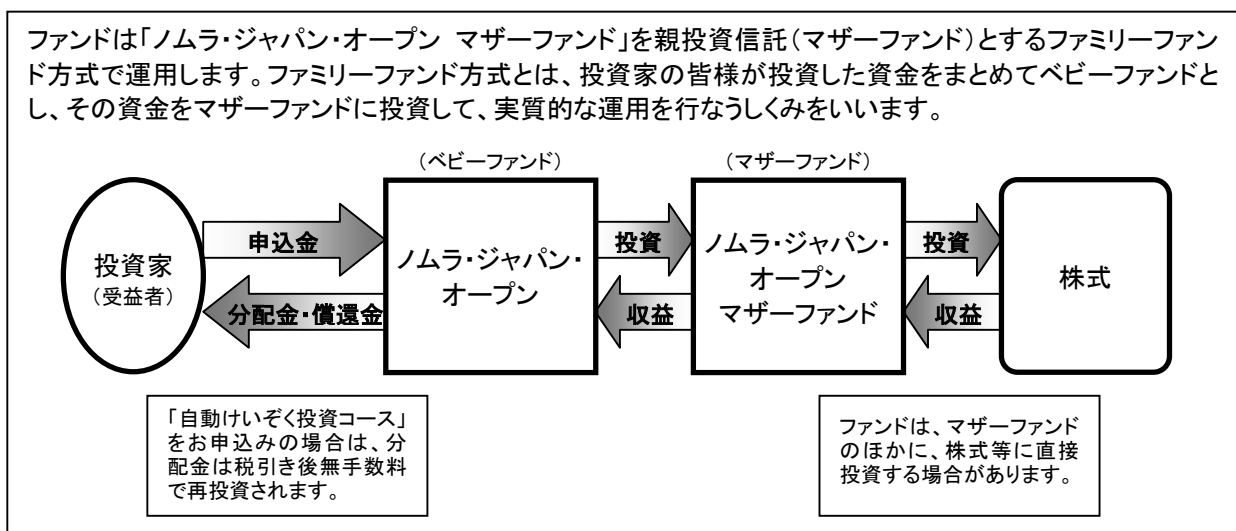 ファンドは「ノムラ・ジャパン・オープン マザーファンド」を親投資信託(マザーファンド)とするファミリーファン
ド方式で運用します。ファミリーファンド方式とは、投資家の皆様が投資した資金をまとめてベビーファンドと
し、その資金をマザーファンドに投資して、実質的な運用を行なうしくみをいいます。
(ベビーファンド)
(マザーファンド)
投資家
(受益者)
申込金
分配金・償還金
ノムラ・ジャパン・
オープン
投資
収益
ノムラ・ジャパン・
オープン
マザーファンド
投資
収益
株式
「自動けいぞく投資コース」
をお申込みの場合は、分
配金は税引き後無手数料
で再投資されます。
ファンドは、マザーファンド
のほかに、株式等に直接
投資する場合があります。